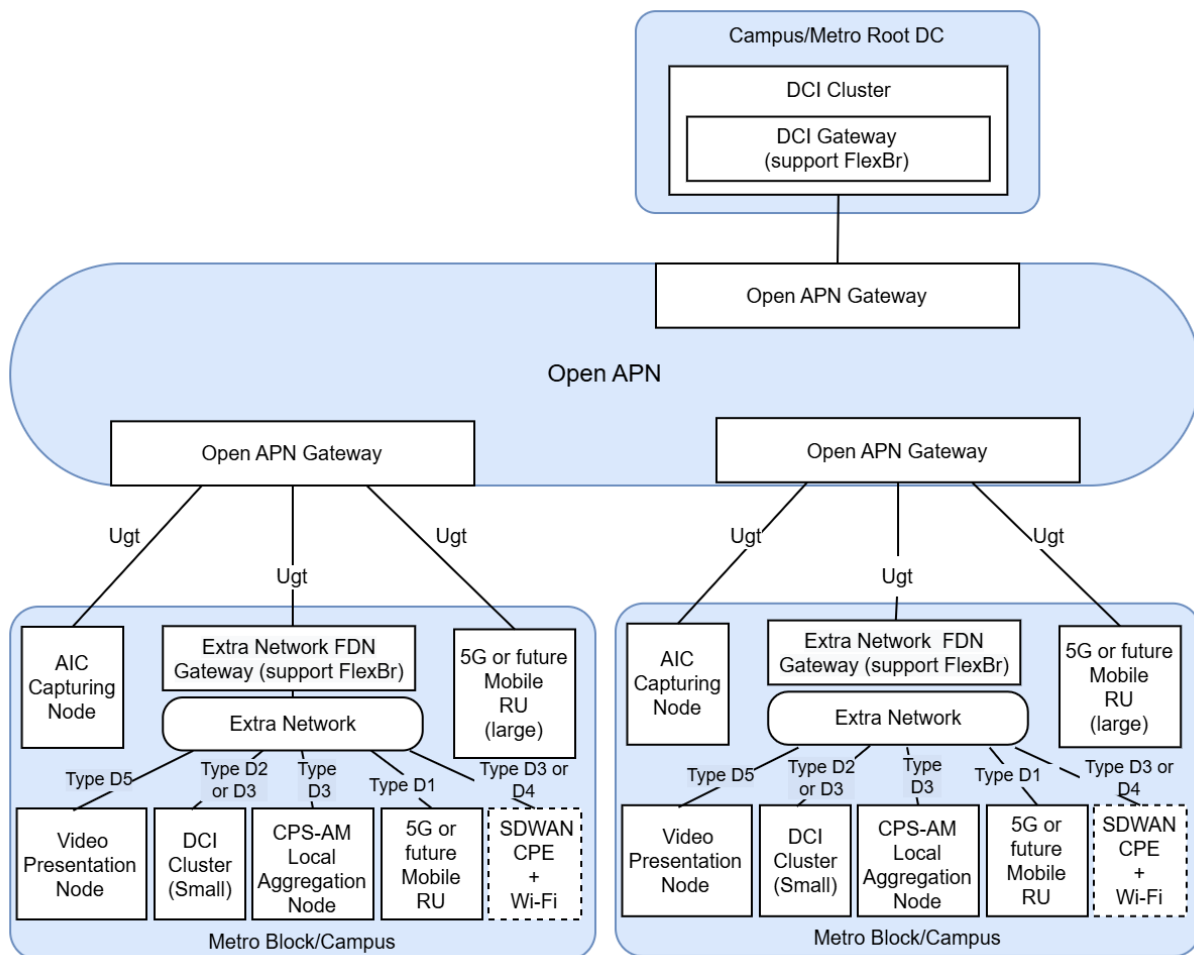 Campus/Metro Root DC
DCI Cluster
DCI Gateway
(support FlexBr)
Open APN Gateway
Open APN
Open APN Gateway
Open APN Gateway
Ugt
Ugt
Ugt
Ugt
Ugt
Ugt
AIC
Capturing
Node
Extra Network FDN
Gateway (support FlexBr)
5G or future
Mobile
RU
(large)
Extra Network
Type D5
Type D2
or D3
Type
D3
Type D1
Type D3 or
D4
Video
Presentation
Node
DCI
Cluster
(Small)
CPS-AM
Local
Aggregation
Node
5G or
future
Mobile
RU
SDWAN
CPE
+
Wi-Fi
Metro Block/Campus
AIC
Capturing
Node
Extra Network FDN
Gateway (support FlexBr)
5G or future
Mobile
RU
(large)
Extra Network
Type D5
Type D2
or D3
Type
D3
Type D1
Type D3 or
D4
Video
Presentation
Node
DCI
Cluster
(Small)
CPS-AM
Local
Aggregation
Node
5G or
future
Mobile
RU
SDWAN
CPE
+
Wi-Fi
Metro Block/Campus